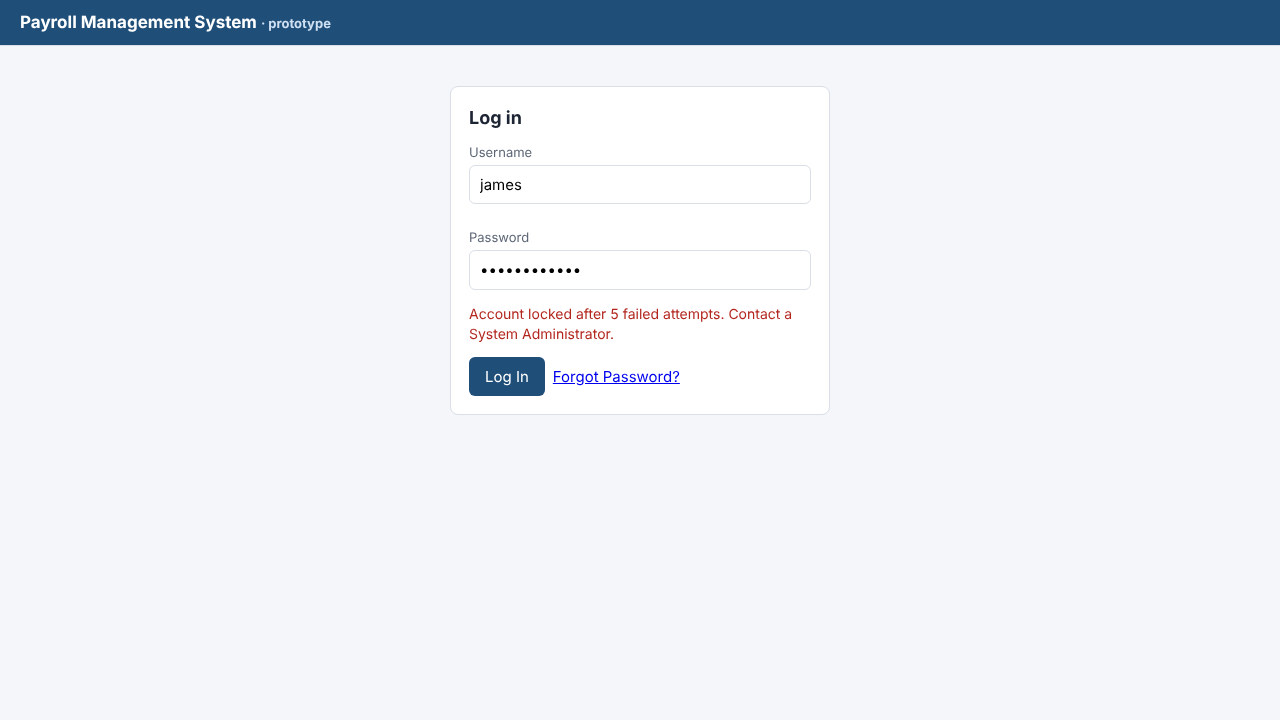 Payroll Management System · prototype
Log in
Username
james
Password
••••••••••••
Account locked after 5 failed attempts. Contact a
System Administrator.
Log In Forgot Password?